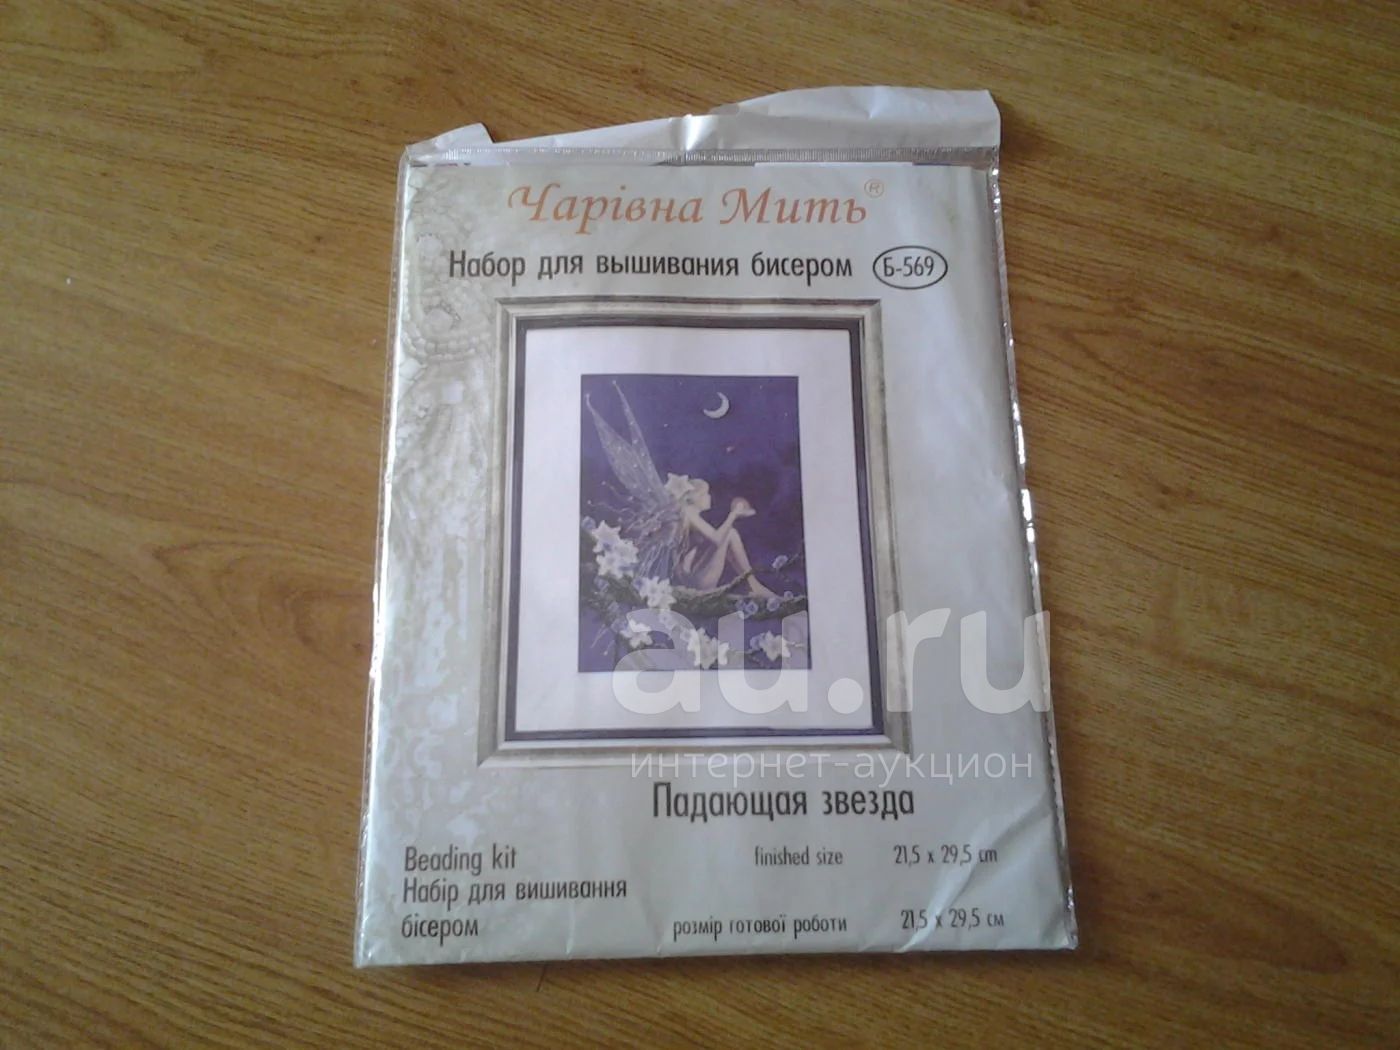 Чарівна Мить®
Набор для вышивания бисером Б-569
au.ru
интернет-аукцион
Падающая звезда
Beading kit finished size 21,5 x 29,5 cm
Набір для вишивання
бісером розмір готової роботи 21,5 х 29,5 см